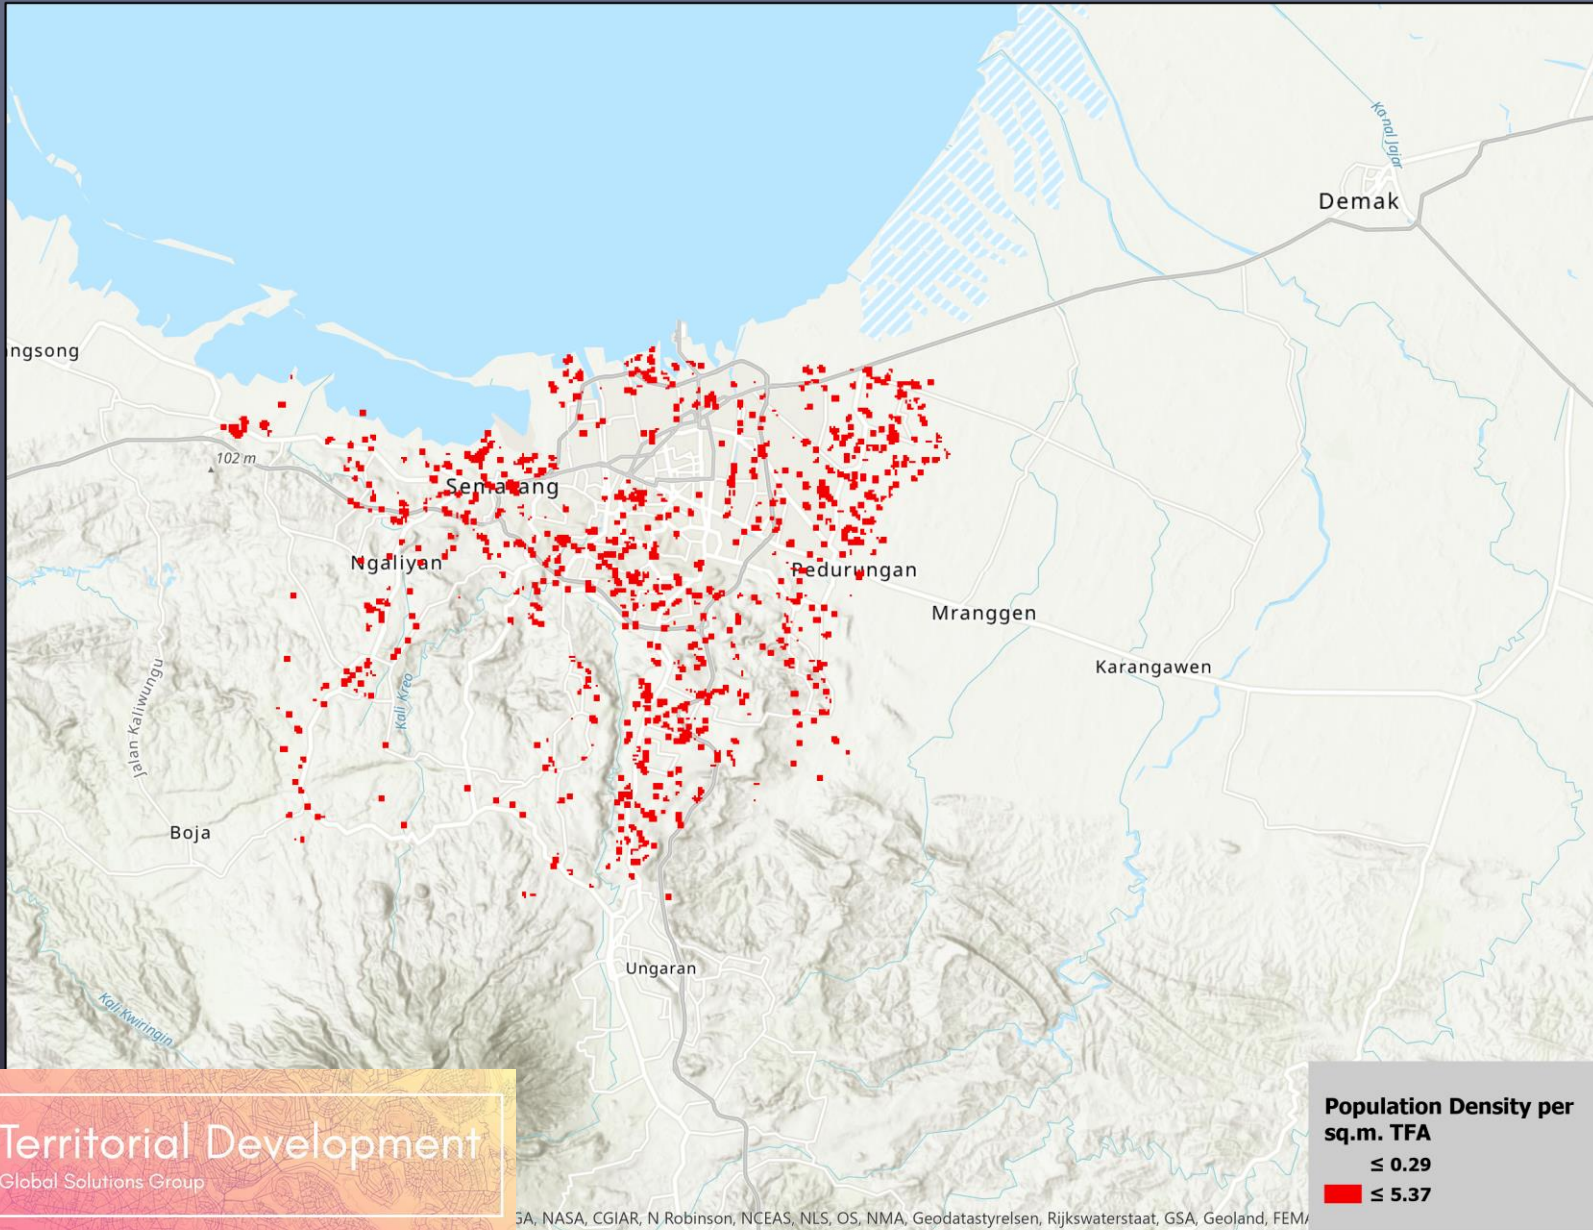 Kanal Jajar
Demak
ngsong
102 m
Semarang
Ngaliyan
Pedurungan
Mranggen
Karangawen
Jalan Kaliwungu
Kali Kreo
Boja
Ungaran
Kali Kwiringin
Territorial Development
Global Solutions Group
Population Density per
sq.m. TFA
≤ 0.29
≤ 5.37
GA, NASA, CGIAR, N Robinson, NCEAS, NLS, OS, NMA, Geodatastyrelsen, Rijkswaterstaat, GSA, Geoland, FEMA